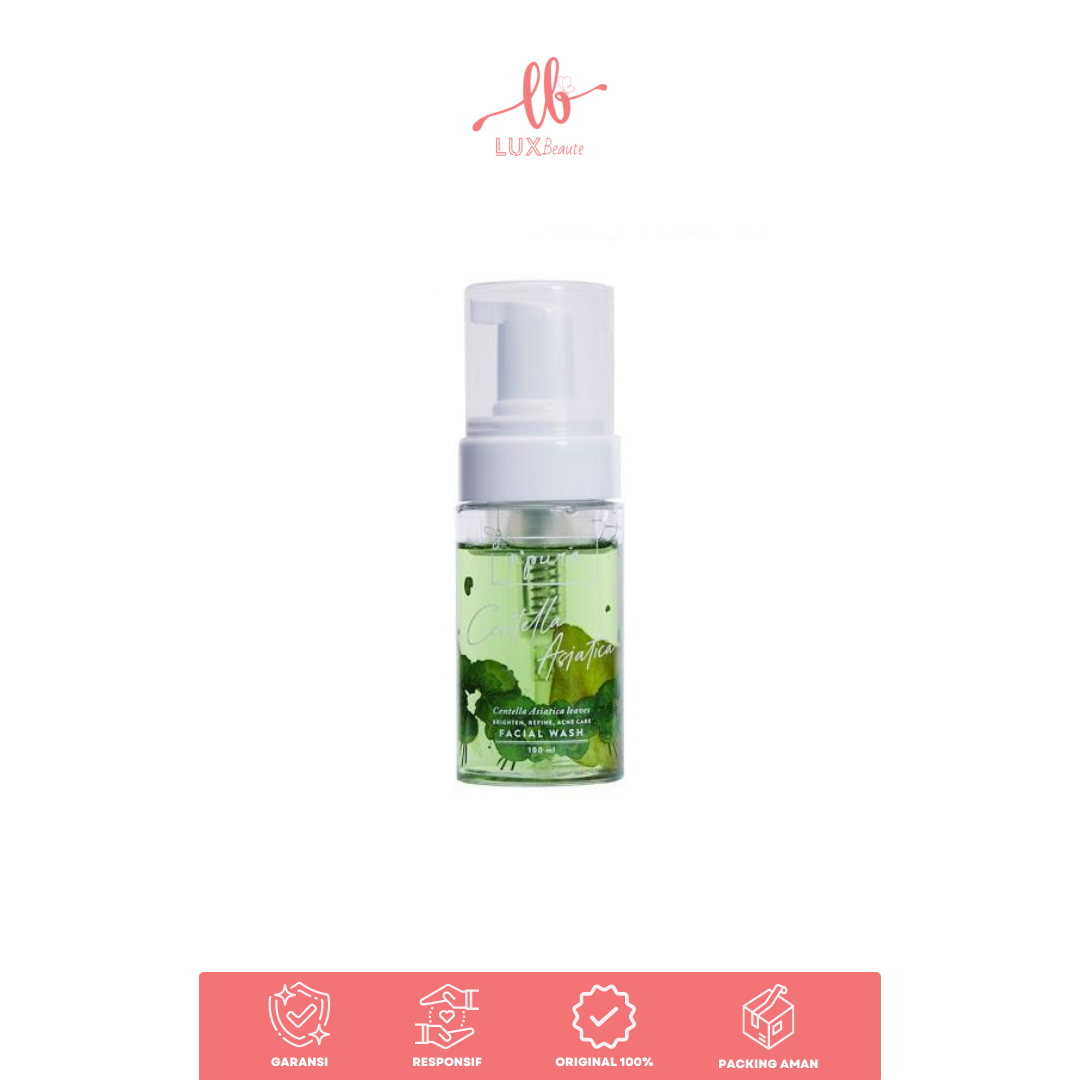 lb
LUX Beaute
n'pure
Centella
Asiatica
Centella Asiatica leaves
BRIGHTEN, REFINE, ACNE CARE
FACIAL WASH
100 ml
GARANSI
RESPONSIF
ORIGINAL 100%
PACKING AMAN